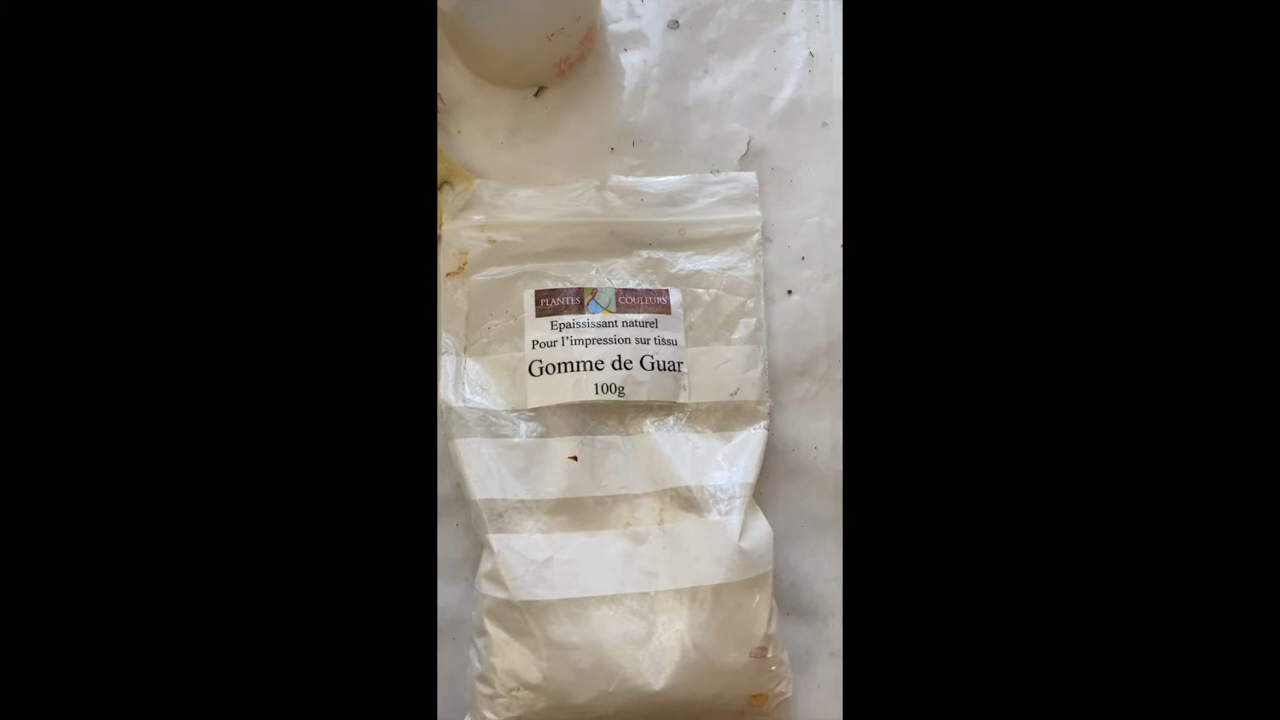 PLANTES & COULEURS
Epaississant naturel
Pour l'impression sur tissu
Gomme de Guar
100g